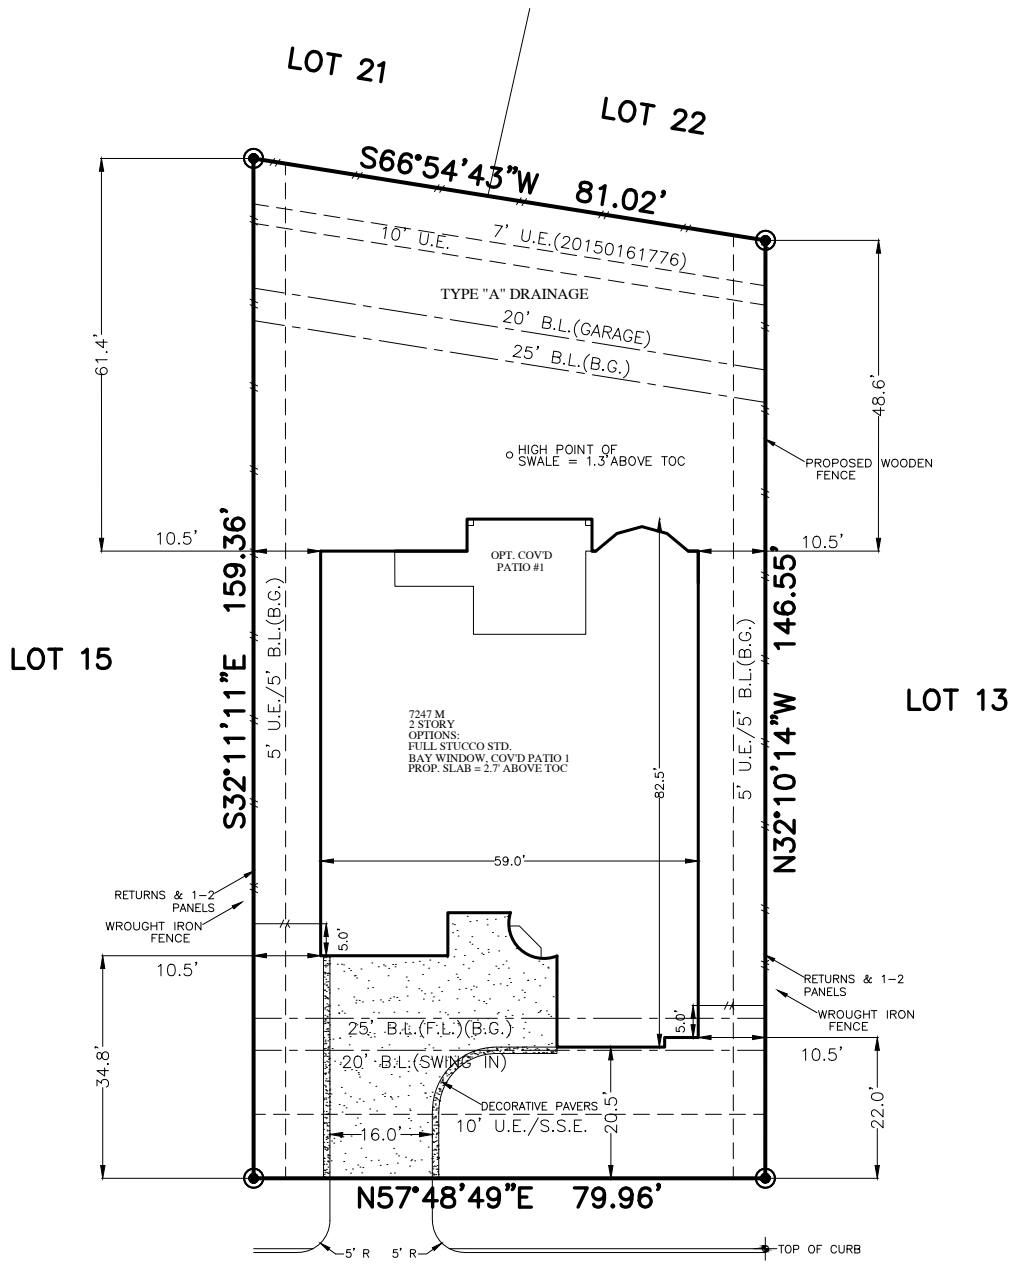 LOT 21
LOT 22
S66°54'43"W 81.02'
7' U.E.(20150161776)
10' U.E.
TYPE "A" DRAINAGE
20' B.L.(GARAGE)
25' B.L.(B.G.)
61.4'
48.6'
HIGH POINT OF
SWALE = 1.3' ABOVE TOC
PROPOSED WOODEN
FENCE
10.5'
10.5'
OPT. COV'D
PATIO #1
S32°11'11"E 159.36'
5' U.E./5' B.L.(B.G.)
N32°10'14"W 146.55'
5' U.E./5' B.L.(B.G.)
LOT 15
LOT 13
7247 M
2 STORY
OPTIONS:
FULL STUCCO STD.
BAY WINDOW, COV'D PATIO 1
PROP. SLAB = 2.7' ABOVE TOC
82.5'
59.0'
RETURNS & 1-2
PANELS
WROUGHT IRON
FENCE
5.0'
10.5'
RETURNS & 1-2
PANELS
WROUGHT IRON
FENCE
5.0'
10.5'
25' B.L.(F.L.)(B.G.)
20' B.L.(SWING IN)
34.8'
DECORATIVE PAVERS
10' U.E./S.S.E.
16.0'
20.5'
22.0'
N57°48'49"E 79.96'
5' R
5' R
TOP OF CURB